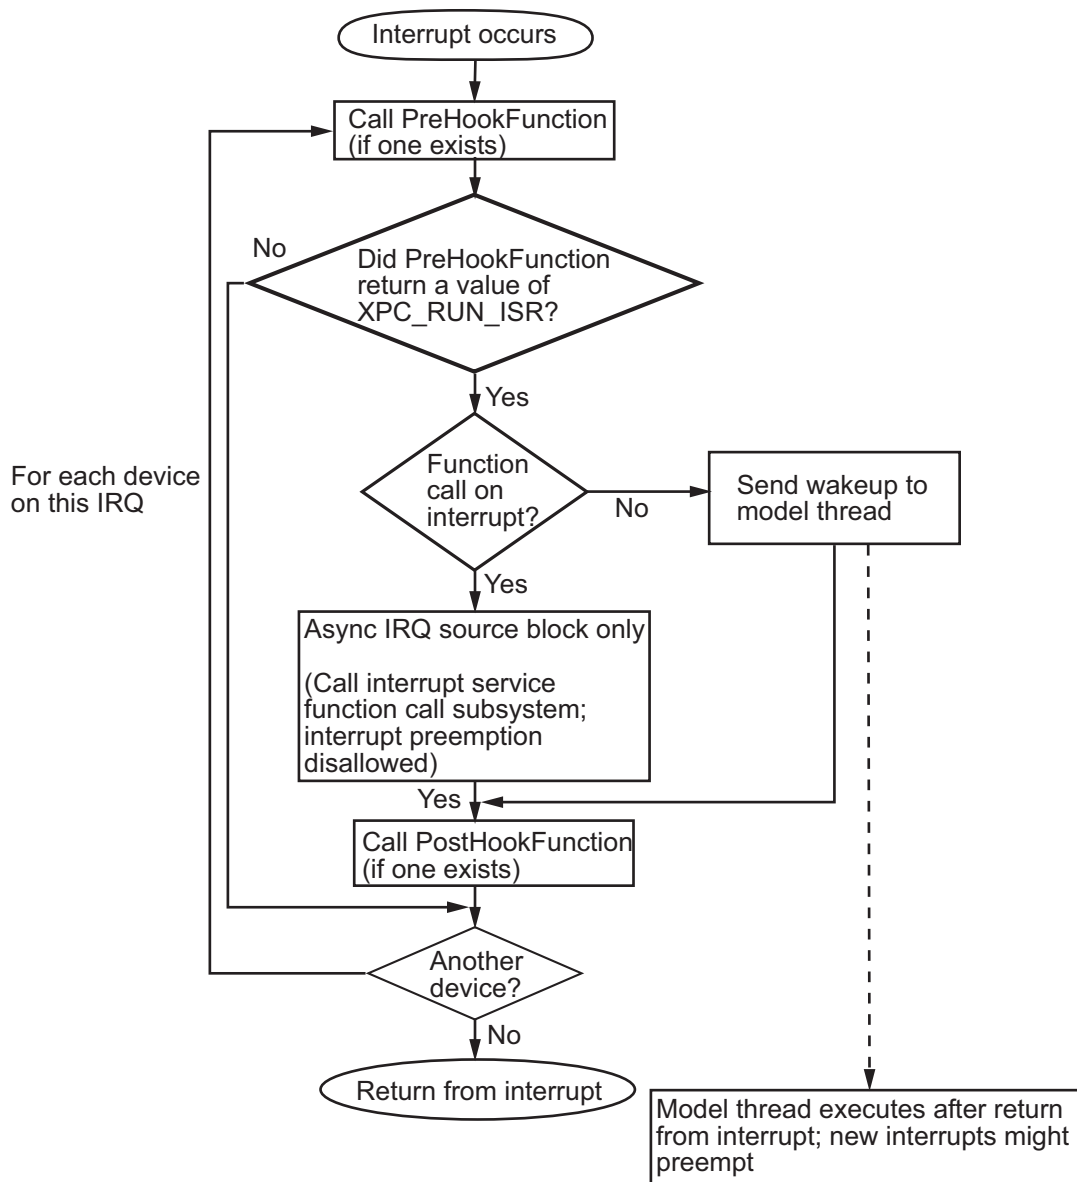 Interrupt occurs
Call PreHookFunction
(if one exists)
No
Did PreHookFunction
return a value of
XPC_RUN_ISR?
Yes
For each device
on this IRQ
Function
call on
interrupt?
No
Send wakeup to
model thread
Yes
Async IRQ source block only
(Call interrupt service
function call subsystem;
interrupt preemption
disallowed)
Yes
Call PostHookFunction
(if one exists)
Another
device?
No
Return from interrupt
Model thread executes after return
from interrupt; new interrupts might
preempt